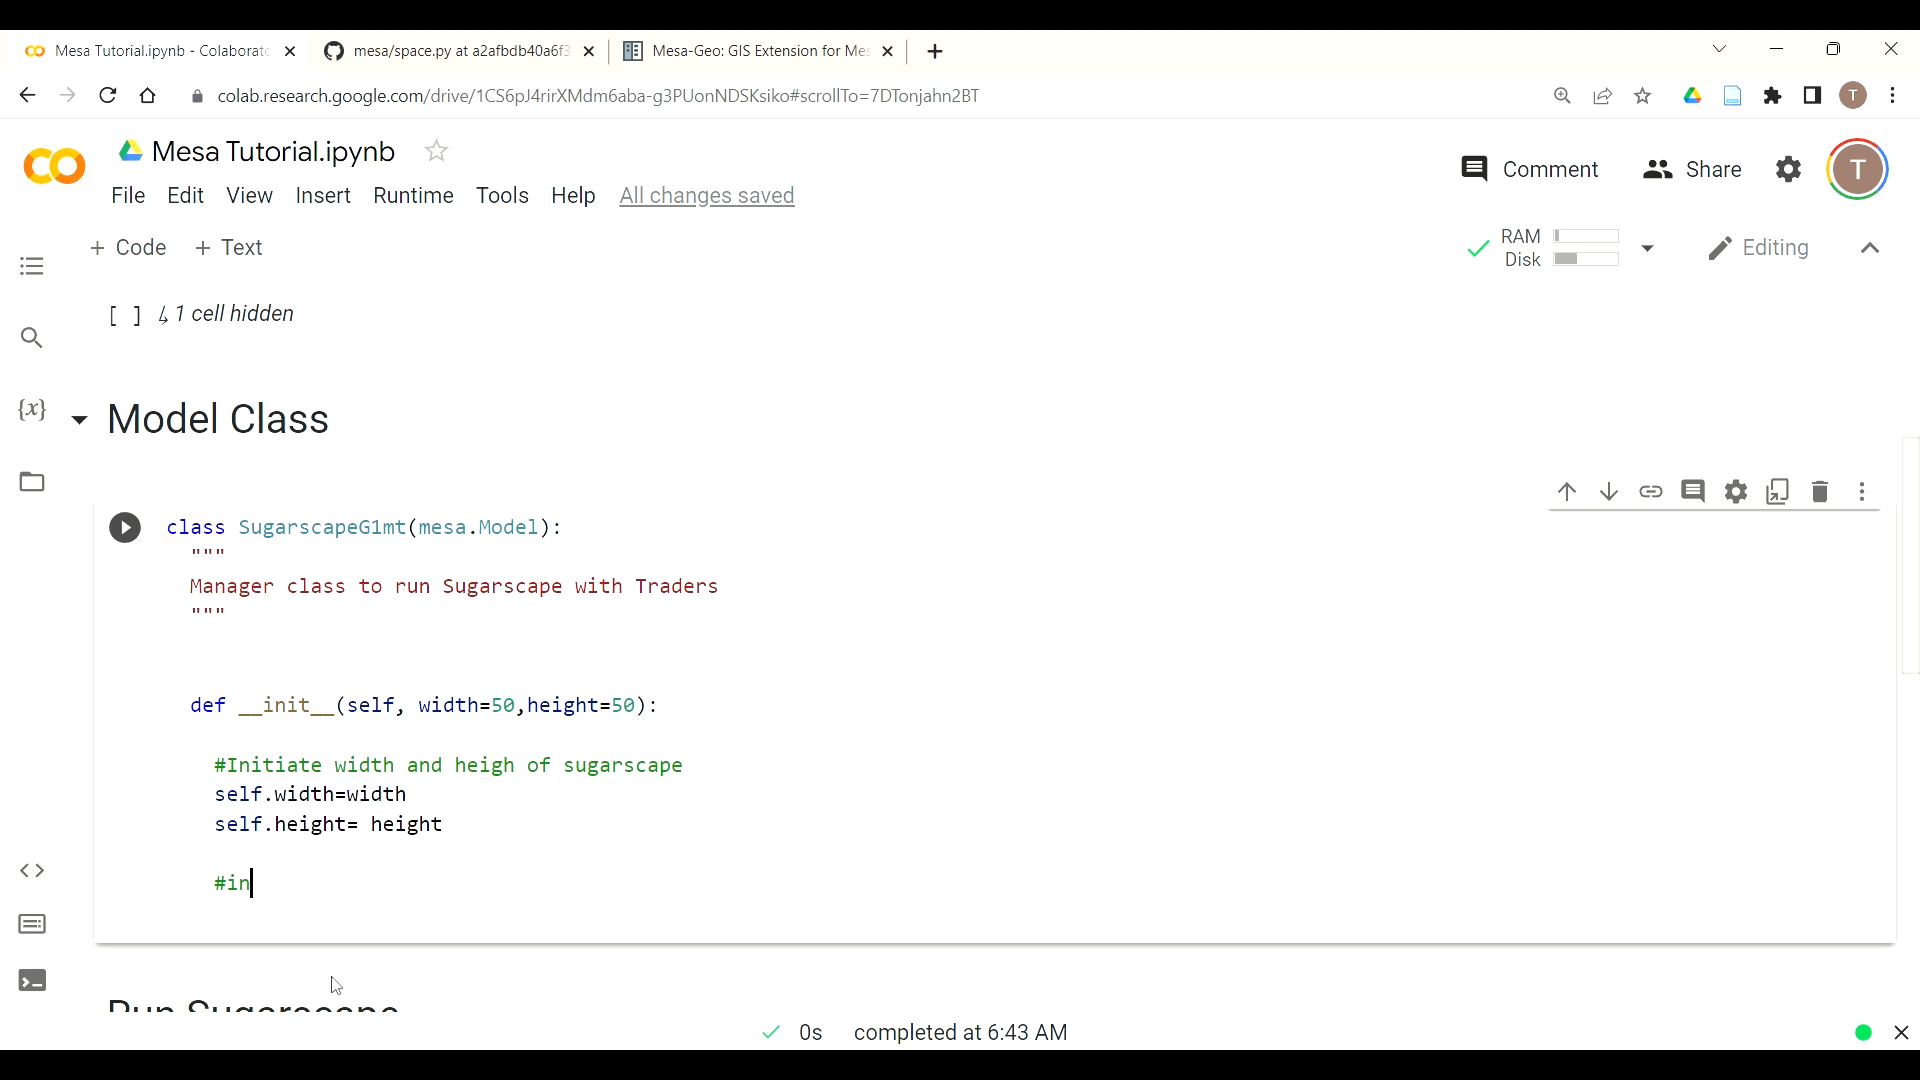 Mesa Tutorial.ipynb - Colaborato
mesa/space.py at a2afbdb40a6f3
Mesa-Geo: GIS Extension for Mes
colab.research.google.com/drive/1CS6pJ4rirXMdm6aba-g3PUonNDSKsiko#scrollTo=7DTonjahn2BT
T
Mesa Tutorial.ipynb
Comment
Share
T
File Edit View Insert Runtime Tools Help All changes saved
+ Code + Text
RAM
Disk
Editing
[ ] ↳ 1 cell hidden
{x}
Model Class
class SugarscapeG1mt(mesa.Model):
"""
Manager class to run Sugarscape with Traders
"""
def __init__(self, width=50,height=50):
#Initiate width and heigh of sugarscape
self.width=width
self.height= height
#in
Run Sugarscape
0s completed at 6:43 AM